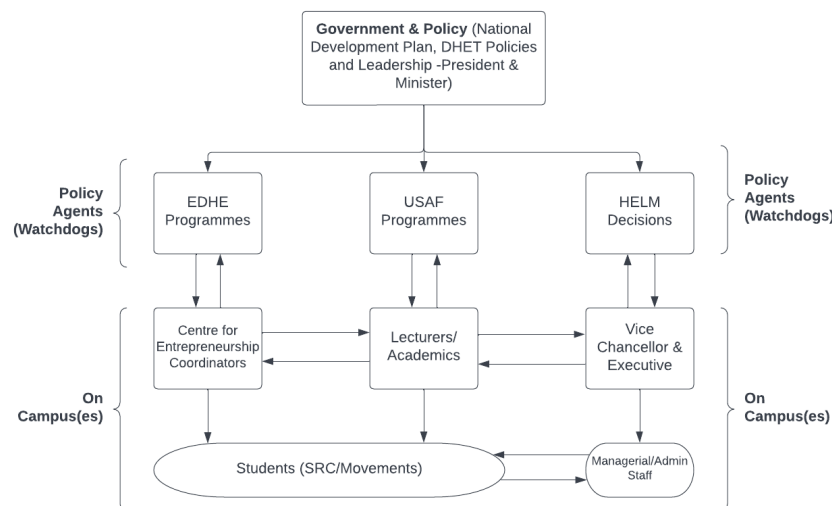 Government & Policy (National
Development Plan, DHET Policies
and Leadership -President &
Minister)
Policy
Agents
(Watchdogs)
EDHE
Programmes
USAF
Programmes
HELM
Decisions
Policy
Agents
(Watchdogs)
On
Campus(es)
Centre for
Entrepreneurship
Coordinators
Lecturers/
Academics
Vice
Chancellor &
Executive
On
Campus(es)
Students (SRC/Movements)
Managerial/Admin
Staff